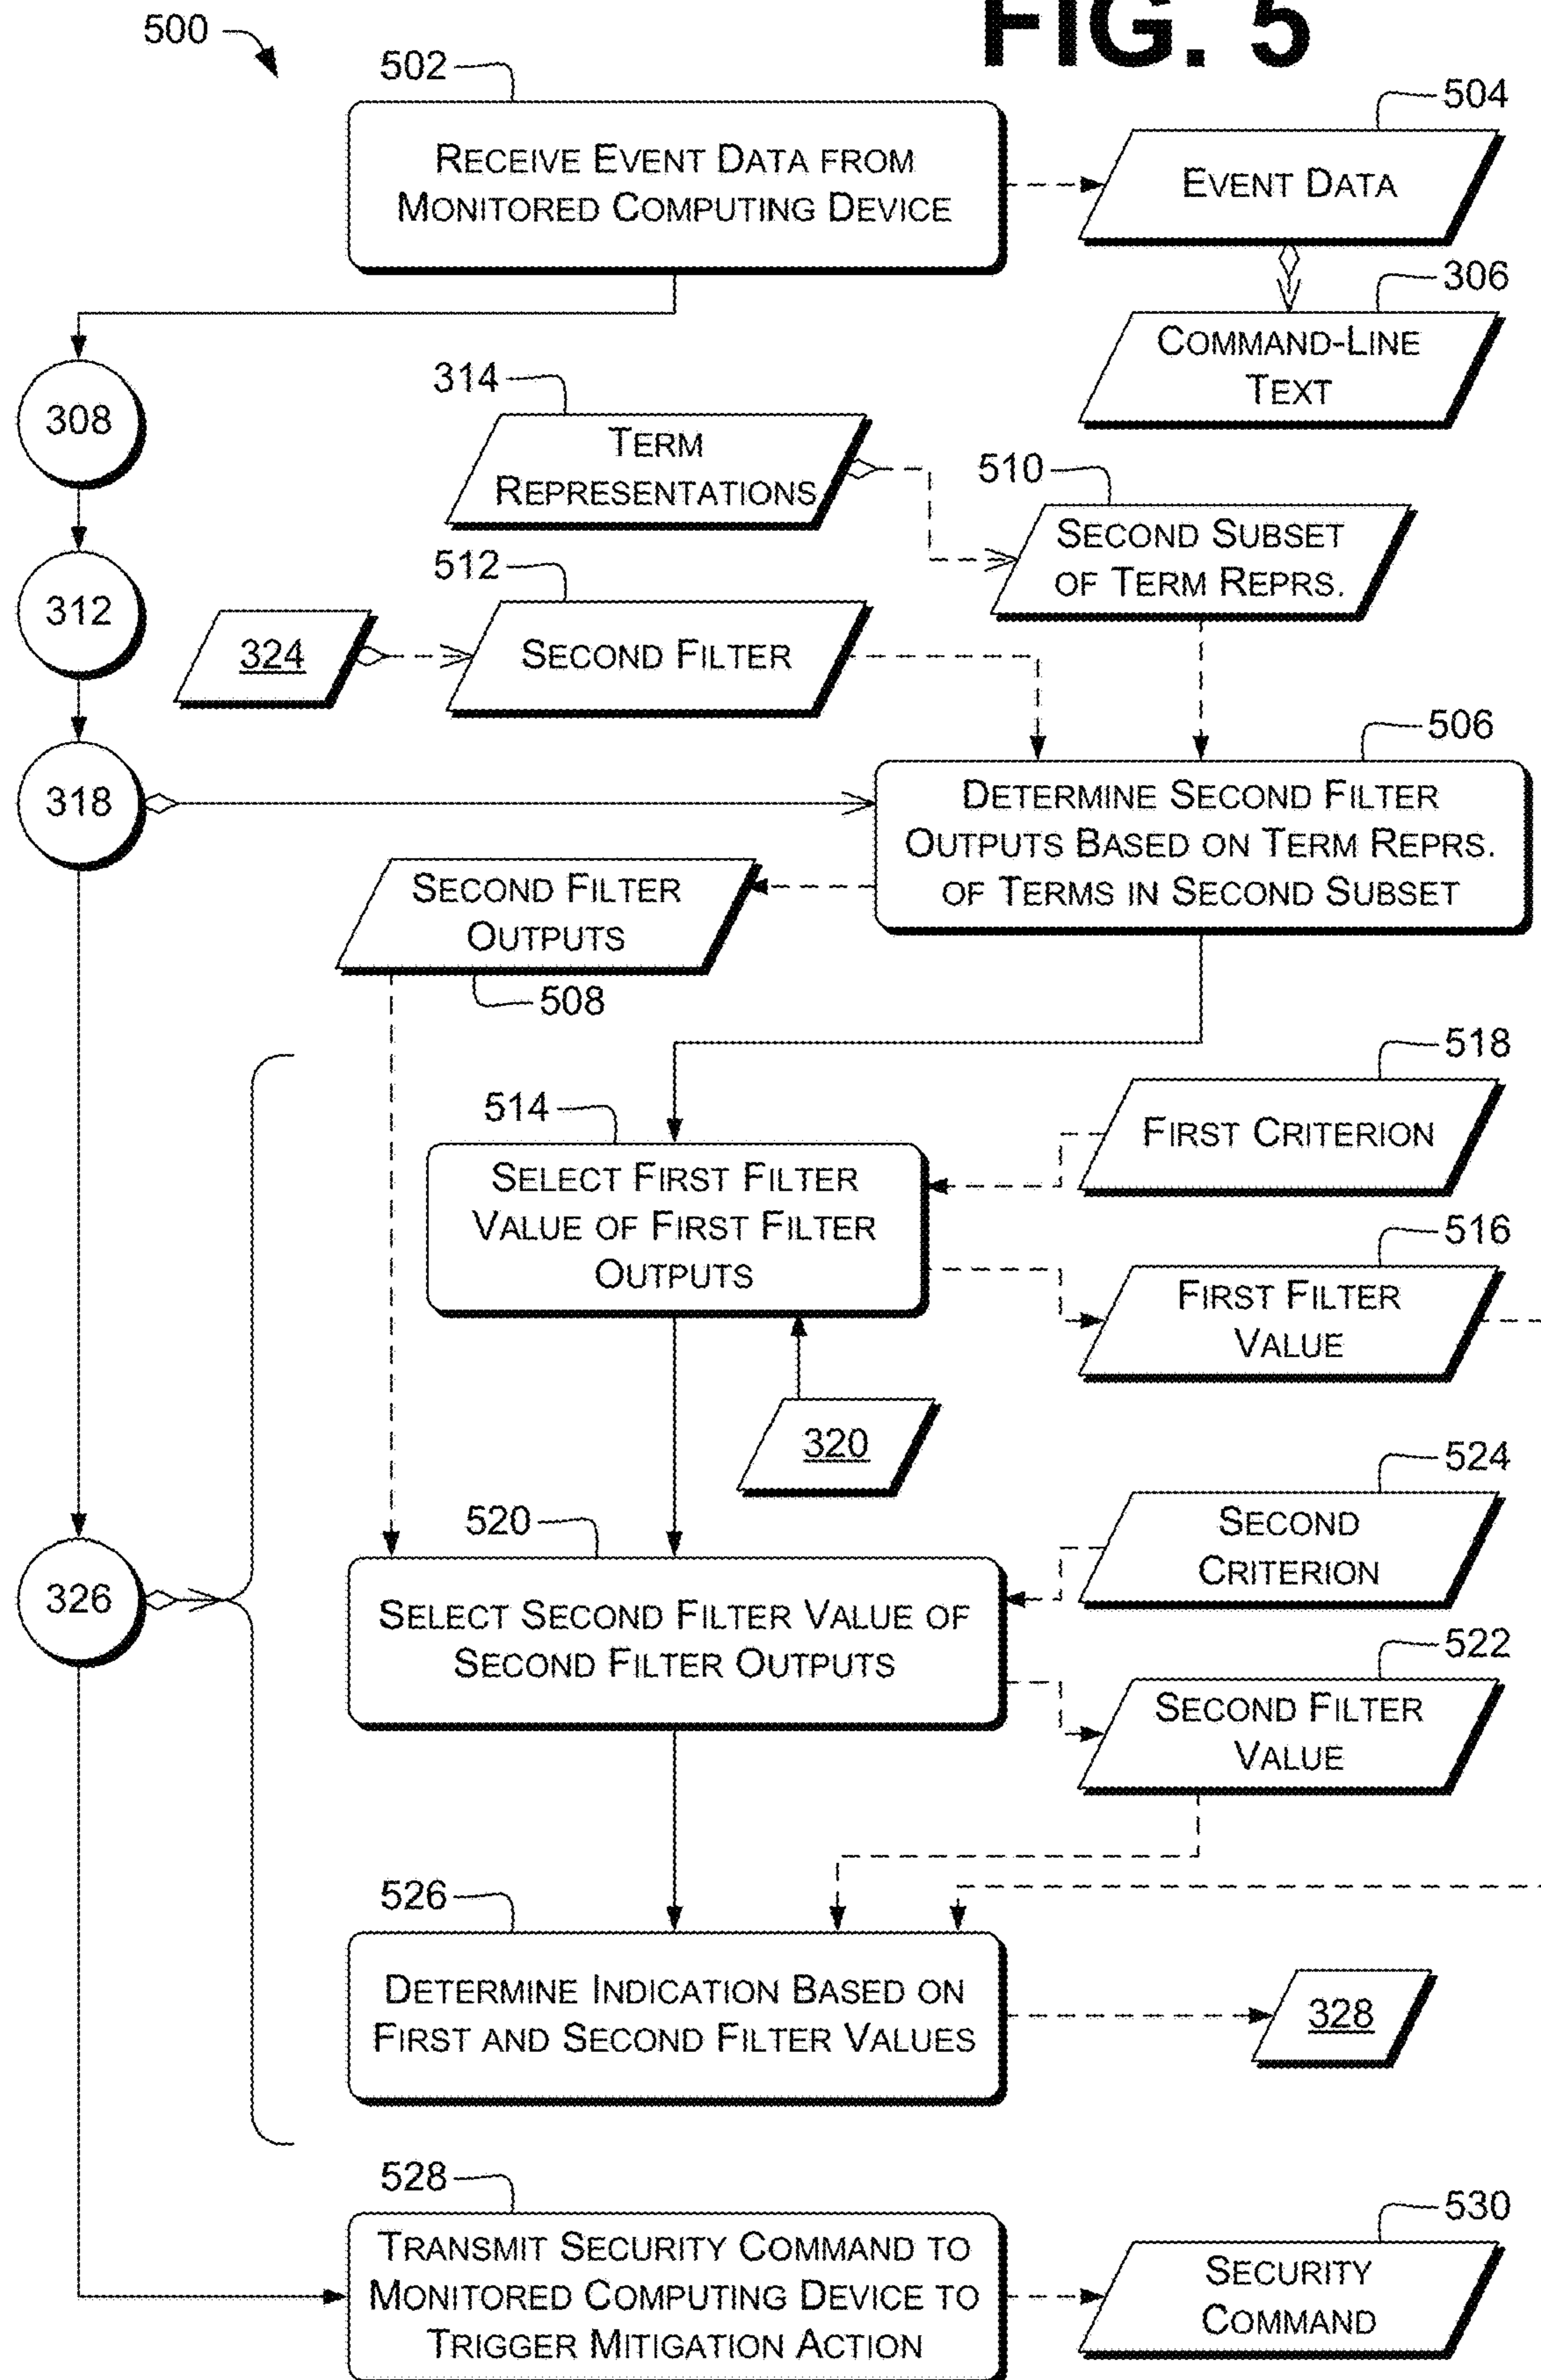 FIG. 5
500
502
RECEIVE EVENT DATA FROM
MONITORED COMPUTING DEVICE
504
EVENT DATA
306
COMMAND-LINE
TEXT
308
314
TERM
REPRESENTATIONS
510
SECOND SUBSET
OF TERM REPRS.
312
324
512
SECOND FILTER
318
506
DETERMINE SECOND FILTER
OUTPUTS BASED ON TERM REPRS.
OF TERMS IN SECOND SUBSET
SECOND FILTER
OUTPUTS
508
518
FIRST CRITERION
514
SELECT FIRST FILTER
VALUE OF FIRST FILTER
OUTPUTS
516
FIRST FILTER
VALUE
320
524
SECOND
CRITERION
326
520
SELECT SECOND FILTER VALUE OF
SECOND FILTER OUTPUTS
522
SECOND FILTER
VALUE
526
DETERMINE INDICATION BASED ON
FIRST AND SECOND FILTER VALUES
328
528
TRANSMIT SECURITY COMMAND TO
MONITORED COMPUTING DEVICE TO
TRIGGER MITIGATION ACTION
530
SECURITY
COMMAND